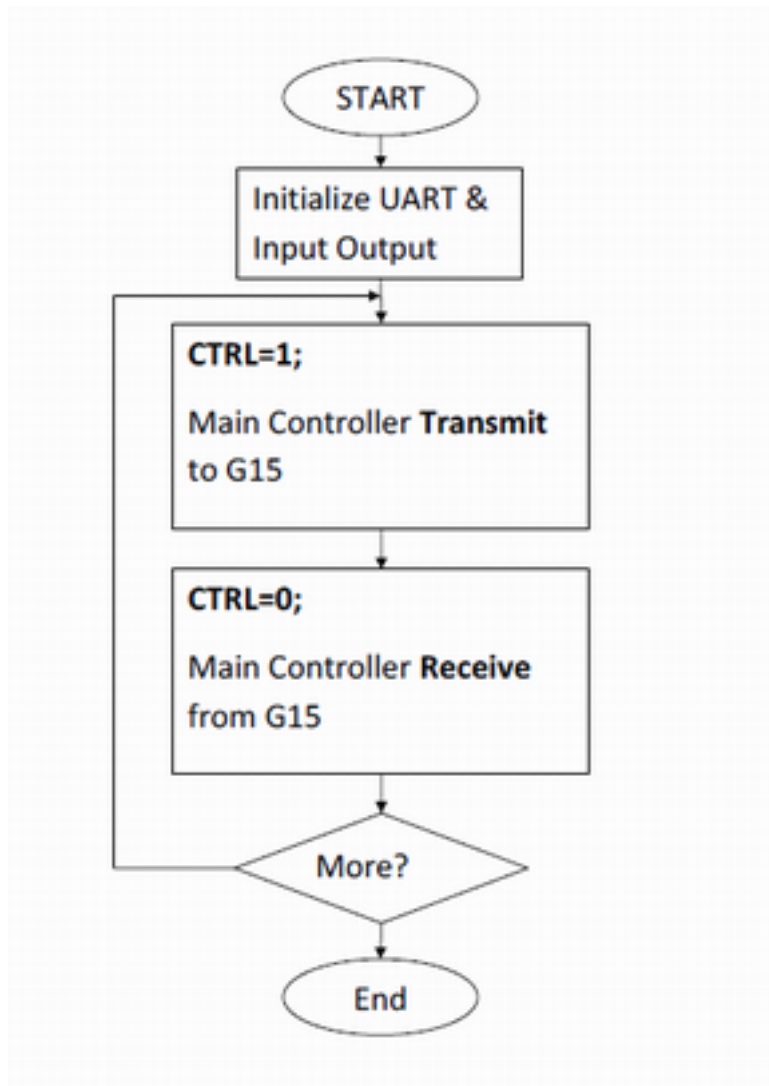 START
Initialize UART &
Input Output
CTRL=1;
Main Controller Transmit
to G15
CTRL=0;
Main Controller Receive
from G15
More?
End